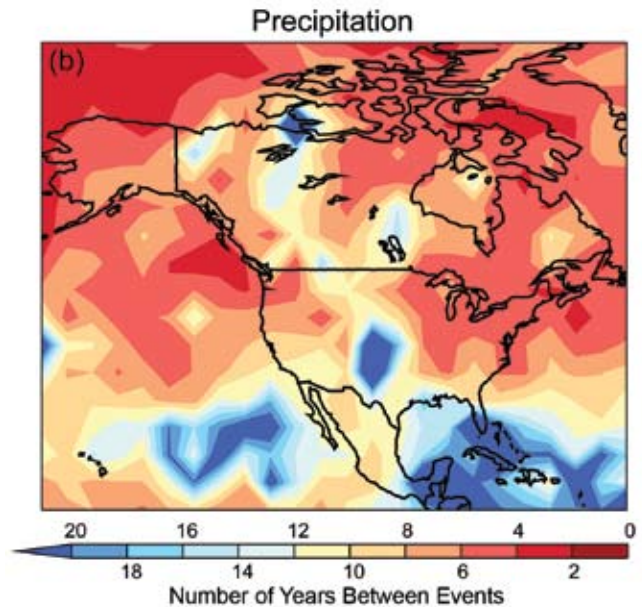 Precipitation
(b)
20 16 12 8 4 0
18 14 10 6 2
Number of Years Between Events